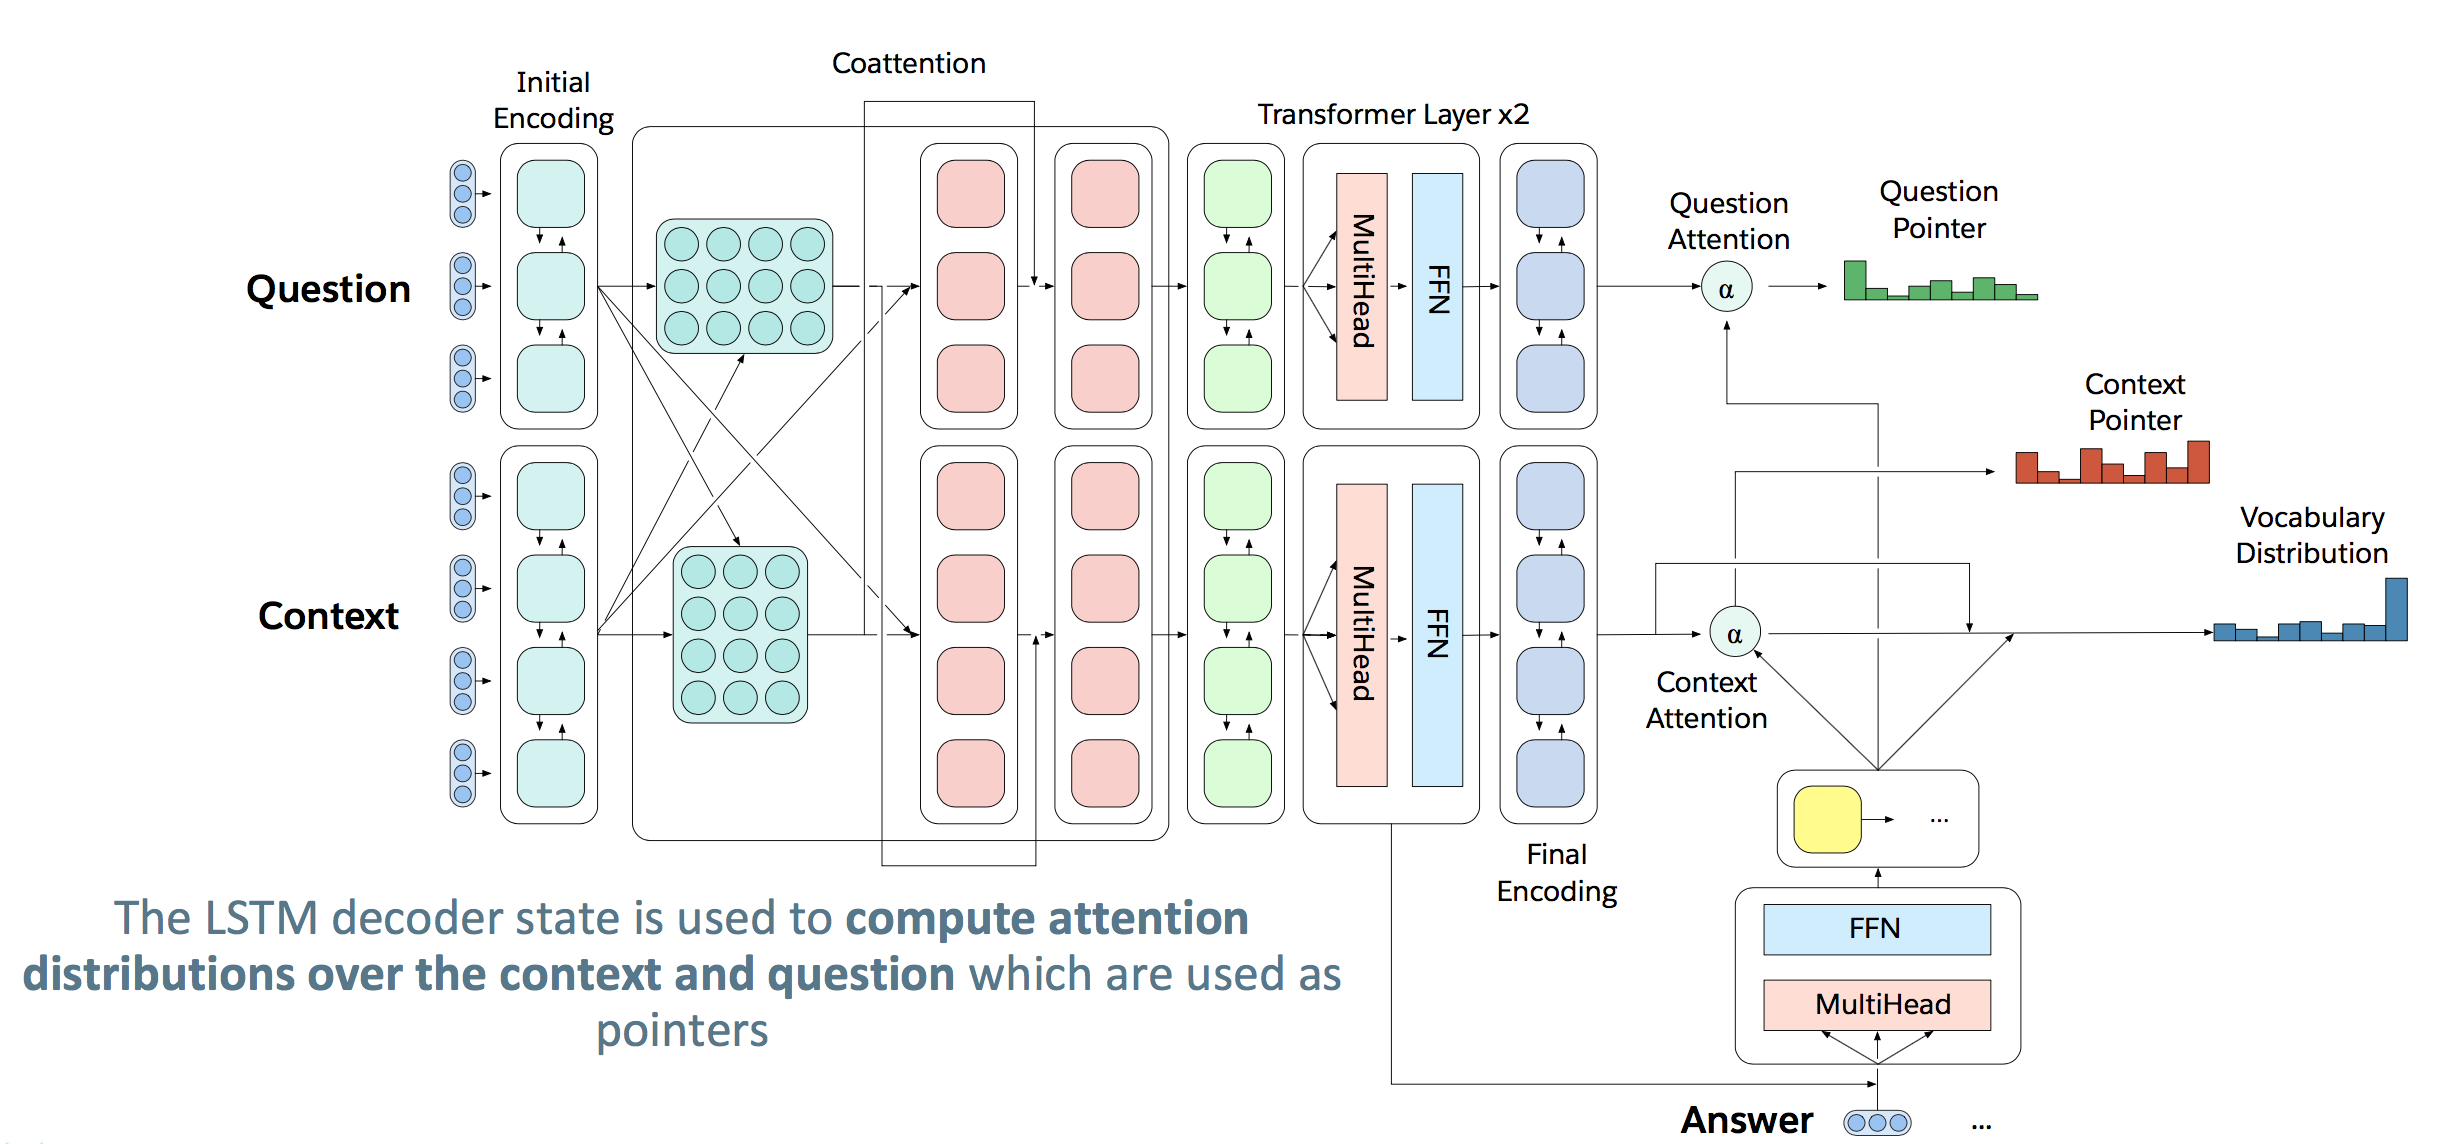 Coattention
Initial
Encoding
Transformer Layer x2
Question
Context
MultiHead
FFN
MultiHead
FFN
Question
Attention
α
Question
Pointer
Context
Pointer
Vocabulary
Distribution
α
Context
Attention
Final
Encoding
...
FFN
MultiHead
Answer
...
The LSTM decoder state is used to compute attention
distributions over the context and question which are used as
pointers